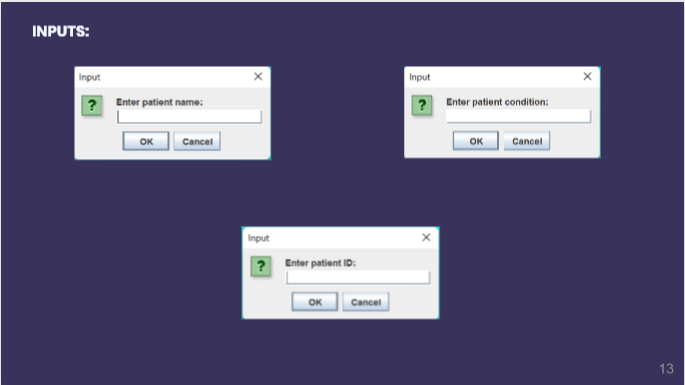 INPUTS:
Input
?
Enter patient name:
OK Cancel
Input
?
Enter patient condition:
OK Cancel
Input
?
Enter patient ID:
OK Cancel
13